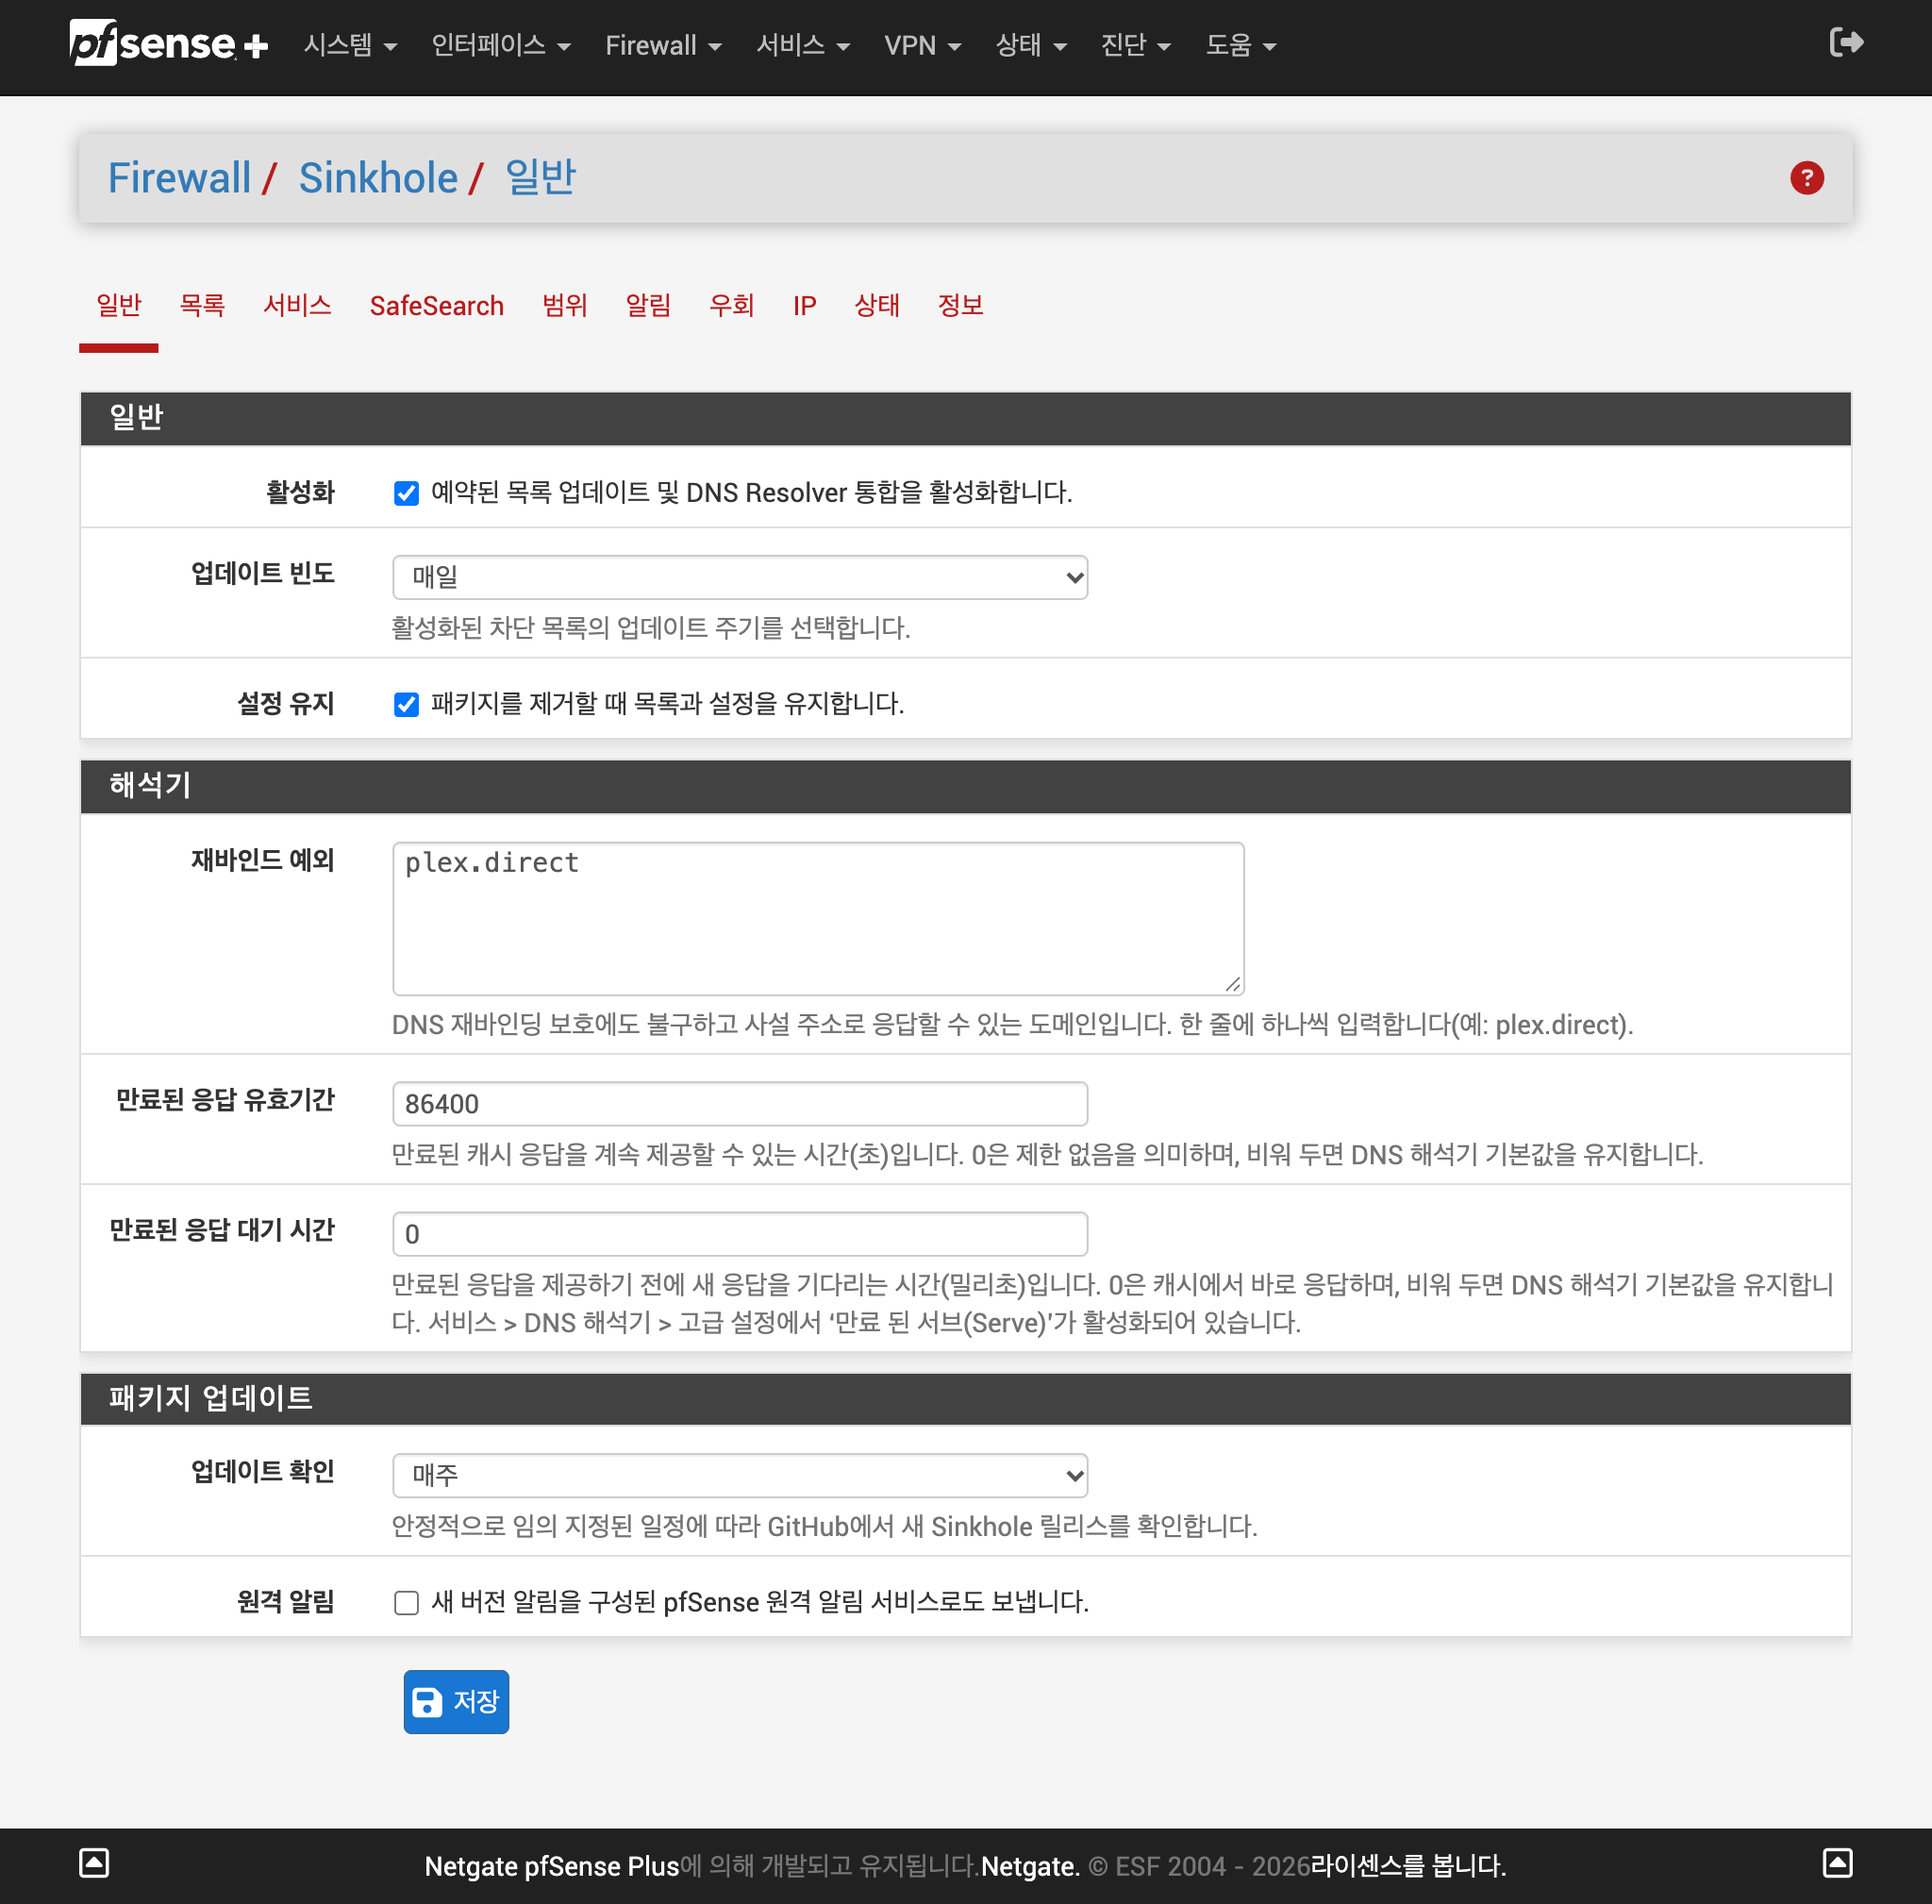 pfsense+ 시스템 인터페이스 Firewall 서비스 VPN 상태 진단 도움
Firewall / Sinkhole / 일반
일반 목록 서비스 SafeSearch 범위 알림 우회 IP 상태 정보
일반
활성화 예약된 목록 업데이트 및 DNS Resolver 통합을 활성화합니다.
업데이트 빈도 매일
활성화된 차단 목록의 업데이트 주기를 선택합니다.
설정 유지 패키지를 제거할 때 목록과 설정을 유지합니다.
해석기
재바인드 예외 plex.direct
DNS 재바인딩 보호에도 불구하고 사설 주소로 응답할 수 있는 도메인입니다. 한 줄에 하나씩 입력합니다(예: plex.direct).
만료된 응답 유효기간 86400
만료된 캐시 응답을 계속 제공할 수 있는 시간(초)입니다. 0은 제한 없음을 의미하며, 비워 두면 DNS 해석기 기본값을 유지합니다.
만료된 응답 대기 시간 0
만료된 응답을 제공하기 전에 새 응답을 기다리는 시간(밀리초)입니다. 0은 캐시에서 바로 응답하며, 비워 두면 DNS 해석기 기본값을 유지합니
다. 서비스 > DNS 해석기 > 고급 설정에서 ‘만료 된 서브(Serve)’가 활성화되어 있습니다.
패키지 업데이트
업데이트 확인 매주
안정적으로 임의 지정된 일정에 따라 GitHub에서 새 Sinkhole 릴리스를 확인합니다.
원격 알림 새 버전 알림을 구성된 pfSense 원격 알림 서비스로도 보냅니다.
저장
Netgate pfSense Plus에 의해 개발되고 유지됩니다.Netgate. © ESF 2004 - 2026라이센스를 봅니다.